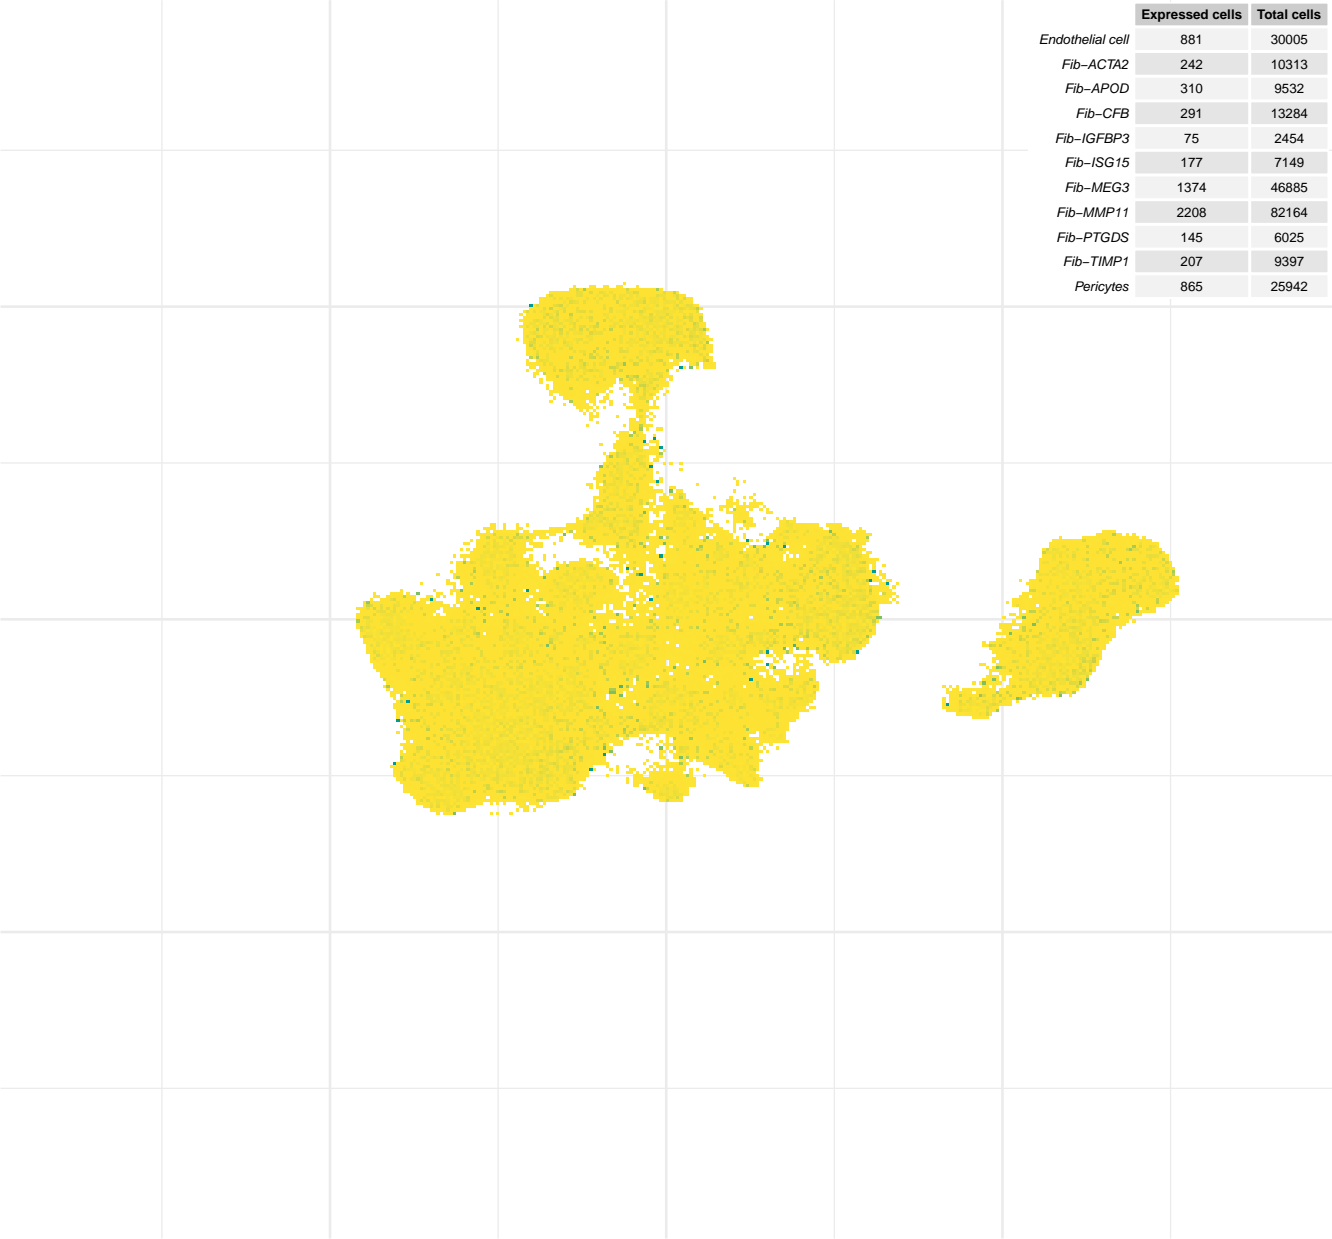 Expressed cells Total cells
Endothelial cell 881 30005
Fib−ACTA2 242 10313
Fib−APOD 310 9532
Fib−CFB 291 13284
Fib−IGFBP3 75 2454
Fib−ISG15 177 7149
Fib−MEG3 1374 46885
Fib−MMP11 2208 82164
Fib−PTGDS 145 6025
Fib−TIMP1 207 9397
Pericytes 865 25942